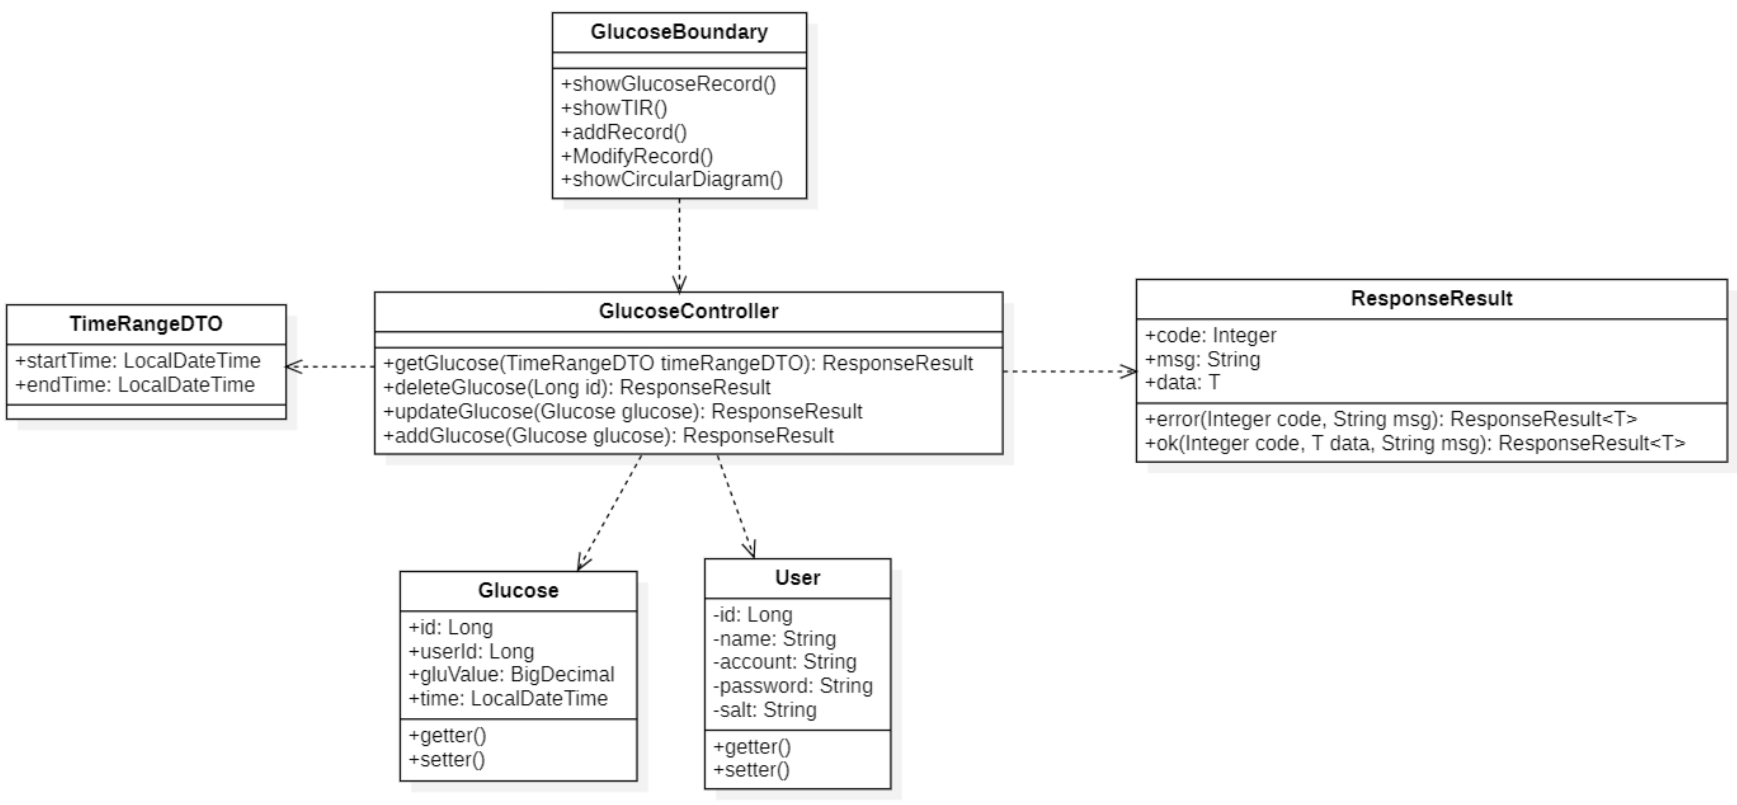 GlucoseBoundary
+showGlucoseRecord()
+showTIR()
+addRecord()
+ModifyRecord()
+showCircularDiagram()
TimeRangeDTO
+startTime: LocalDateTime
+endTime: LocalDateTime
GlucoseController
+getGlucose(TimeRangeDTO timeRangeDTO): ResponseResult
+deleteGlucose(Long id): ResponseResult
+updateGlucose(Glucose glucose): ResponseResult
+addGlucose(Glucose glucose): ResponseResult
ResponseResult
+code: Integer
+msg: String
+data: T
+error(Integer code, String msg): ResponseResult<T>
+ok(Integer code, T data, String msg): ResponseResult<T>
Glucose
+id: Long
+userId: Long
+gluValue: BigDecimal
+time: LocalDateTime
+getter()
+setter()
User
-id: Long
-name: String
-account: String
-password: String
-salt: String
+getter()
+setter()